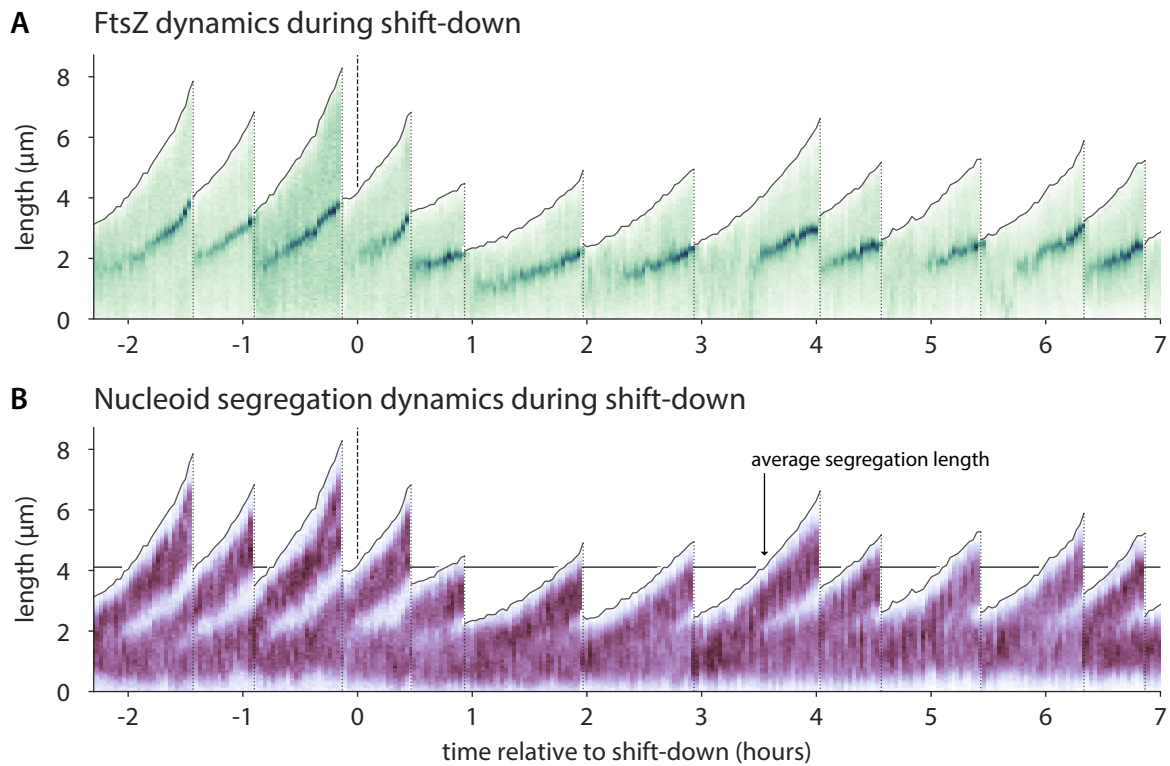 A FtsZ dynamics during shift-down
length (µm)
8
6
4
2
0
-2 -1 0 1 2 3 4 5 6 7
B Nucleoid segregation dynamics during shift-down
average segregation length
length (µm)
8
6
4
2
0
-2 -1 0 1 2 3 4 5 6 7
time relative to shift-down (hours)